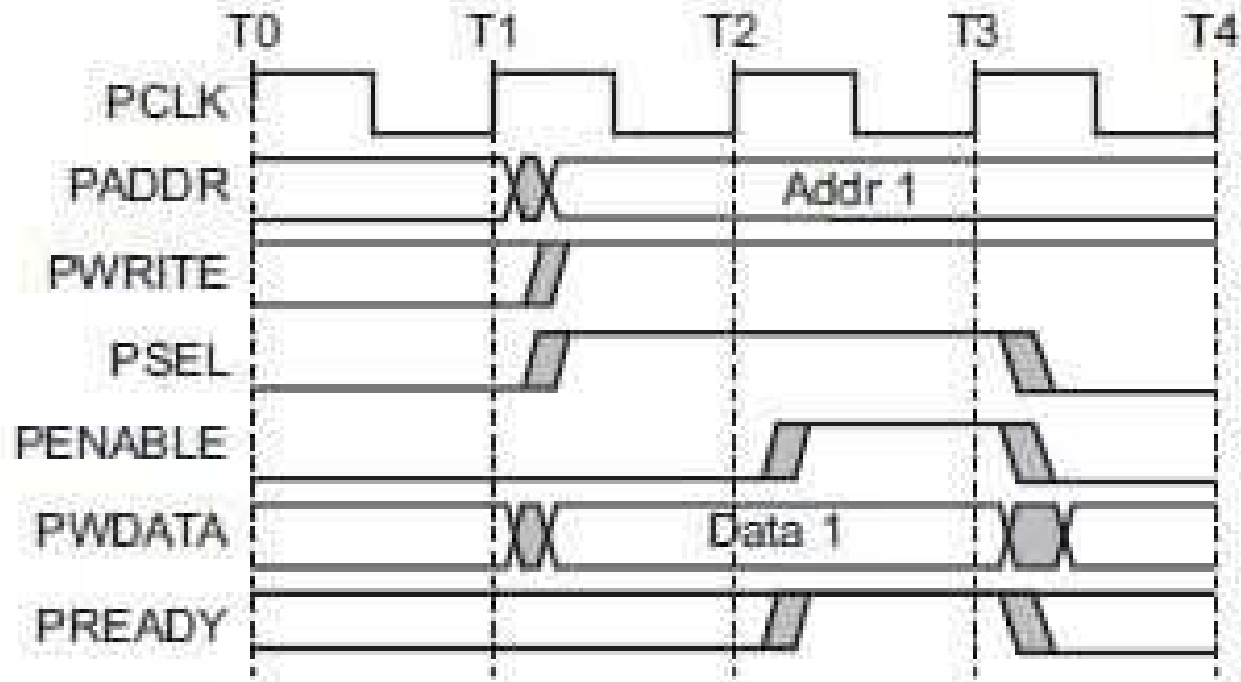 T0 T1 T2 T3 T4
PCLK
PADDR Addr 1
PWRITE
PSEL
PENABLE
PWDATA Data 1
PREADY